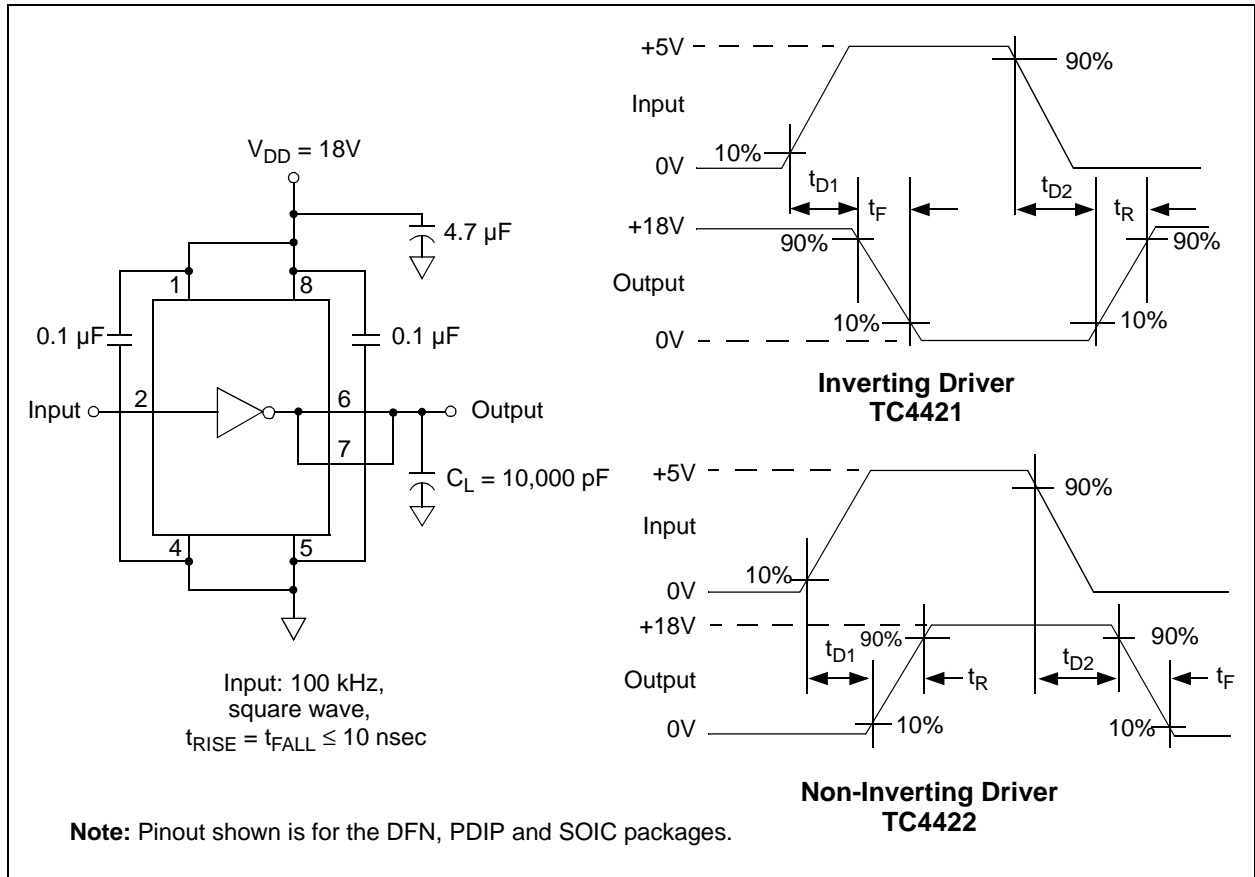 V_DD = 18V
4.7 µF
1
8
0.1 µF
0.1 µF
Input
2
6
Output
7
C_L = 10,000 pF
4
5
Input: 100 kHz,
square wave,
t_RISE = t_FALL ≤ 10 nsec
+5V
90%
Input
10%
0V
t_D1
t_F
t_D2
t_R
+18V
90%
90%
Output
10%
10%
0V
Inverting Driver
TC4421
+5V
90%
Input
10%
0V
+18V
t_D1
90%
t_D2
90%
Output
t_R
t_F
0V
10%
10%
Non-Inverting Driver
TC4422
Note: Pinout shown is for the DFN, PDIP and SOIC packages.